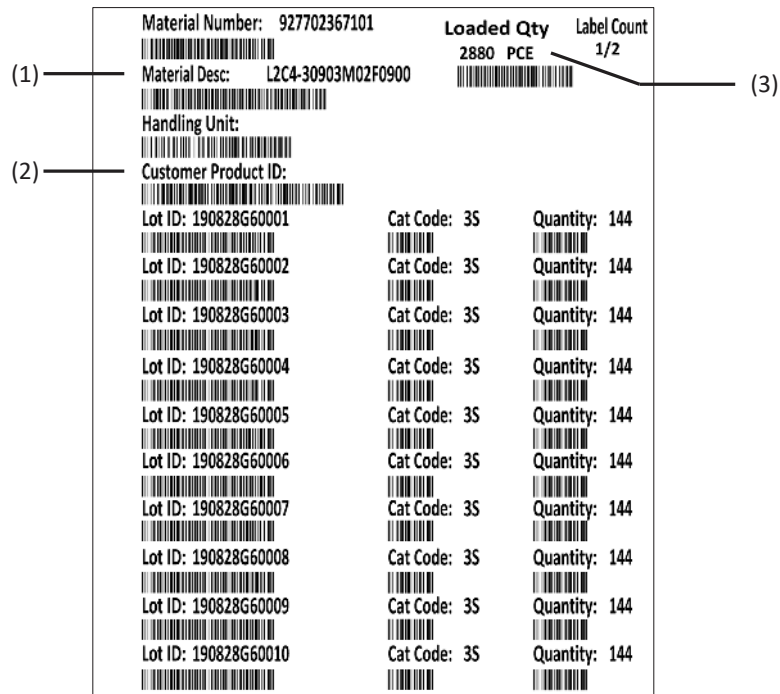 Material Number: 927702367101
Loaded Qty
Label Count
2880 PCE
1/2
(1)
Material Desc: L2C4-30903M02F0900
(3)
Handling Unit:
(2)
Customer Product ID:
Lot ID: 190828G60001 Cat Code: 3S Quantity: 144
Lot ID: 190828G60002 Cat Code: 3S Quantity: 144
Lot ID: 190828G60003 Cat Code: 3S Quantity: 144
Lot ID: 190828G60004 Cat Code: 3S Quantity: 144
Lot ID: 190828G60005 Cat Code: 3S Quantity: 144
Lot ID: 190828G60006 Cat Code: 3S Quantity: 144
Lot ID: 190828G60007 Cat Code: 3S Quantity: 144
Lot ID: 190828G60008 Cat Code: 3S Quantity: 144
Lot ID: 190828G60009 Cat Code: 3S Quantity: 144
Lot ID: 190828G60010 Cat Code: 3S Quantity: 144